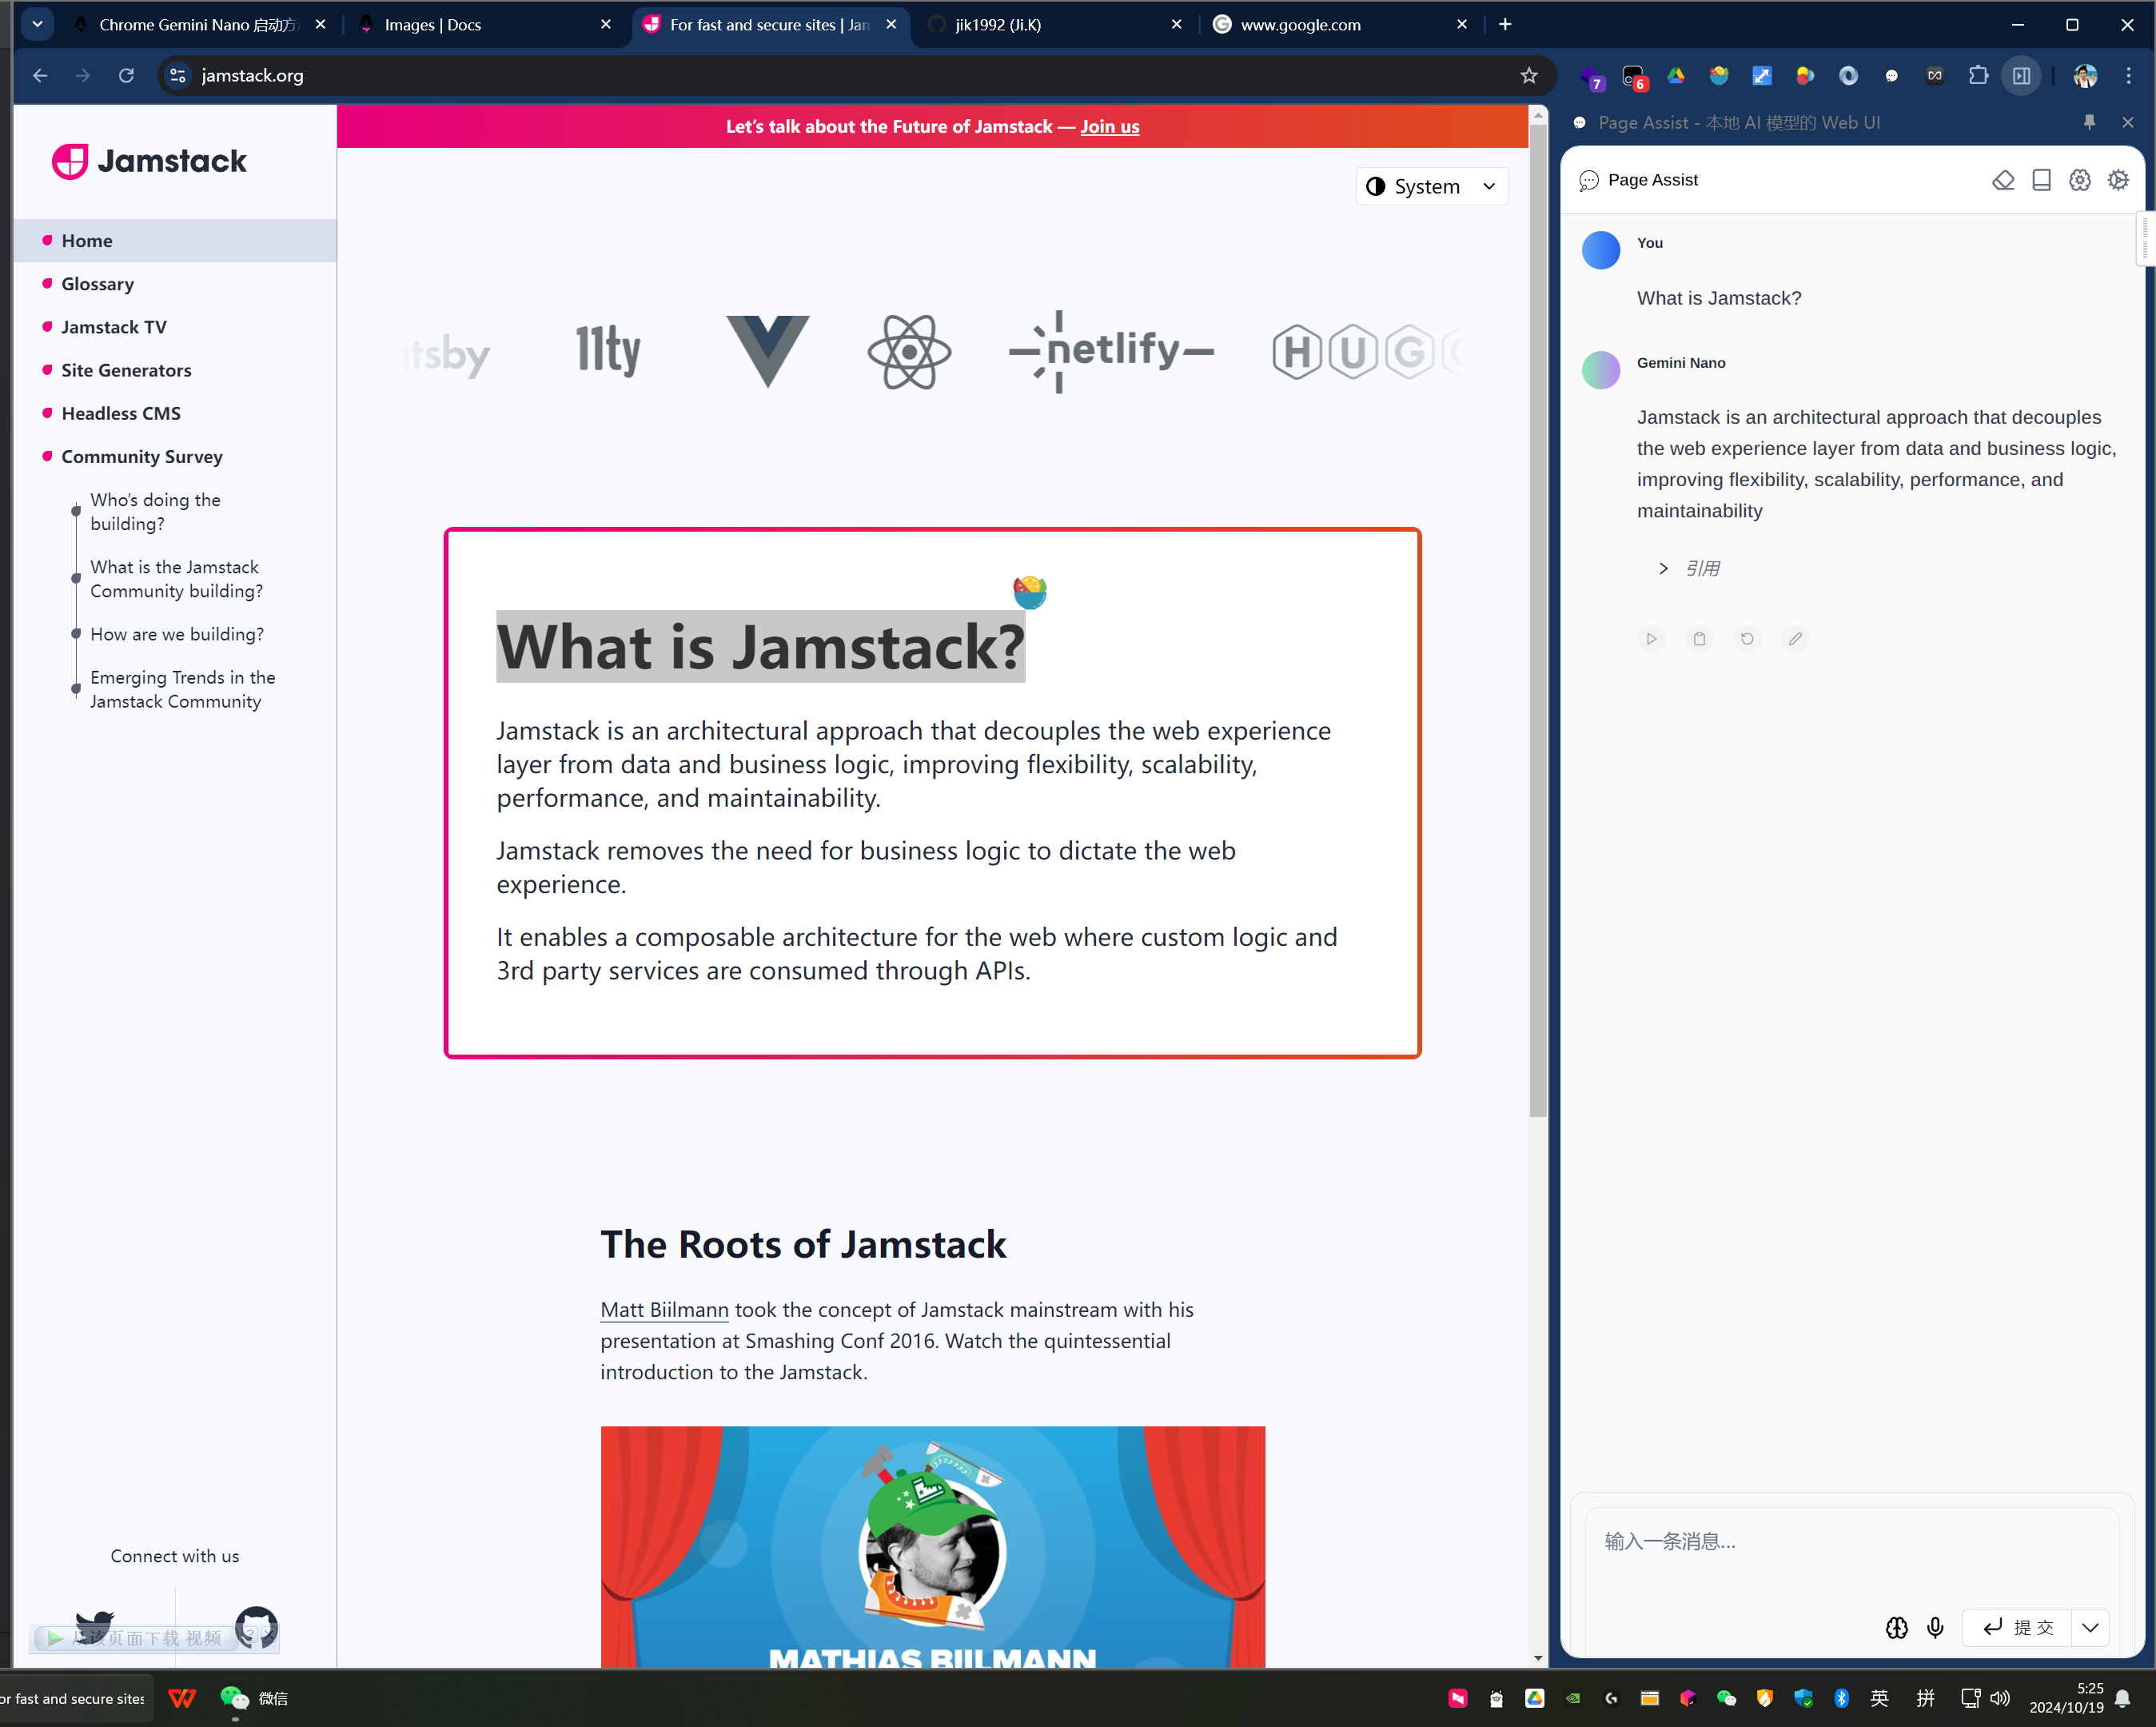 Chrome Gemini Nano 启动方
Images | Docs
For fast and secure sites | Jan
jik1992 (Ji.K)
www.google.com
jamstack.org
7
6
Page Assist - 本地 AI 模型的 Web UI
Jamstack
Home
Glossary
Jamstack TV
Site Generators
Headless CMS
Community Survey
Who's doing the
building?
What is the Jamstack
Community building?
How are we building?
Emerging Trends in the
Jamstack Community
Connect with us
从该页面下载 视频
Let's talk about the Future of Jamstack — Join us
System
atsby
11ty
netlify
HUGO
What is Jamstack?
Jamstack is an architectural approach that decouples the web experience
layer from data and business logic, improving flexibility, scalability,
performance, and maintainability.
Jamstack removes the need for business logic to dictate the web
experience.
It enables a composable architecture for the web where custom logic and
3rd party services are consumed through APIs.
The Roots of Jamstack
Matt Biilmann took the concept of Jamstack mainstream with his
presentation at Smashing Conf 2016. Watch the quintessential
introduction to the Jamstack.
MATHIAS BIILMANN
Page Assist
You
What is Jamstack?
Gemini Nano
Jamstack is an architectural approach that decouples
the web experience layer from data and business logic,
improving flexibility, scalability, performance, and
maintainability
引用
输入一条消息...
提 交
or fast and secure sites
微信
英
拼
5:25
2024/10/19